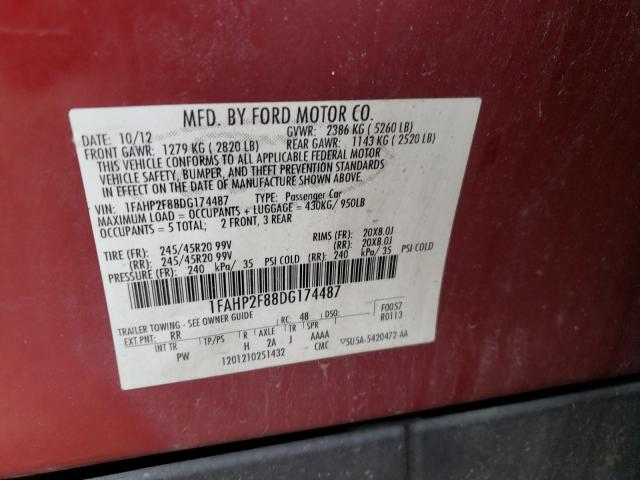 MFD. BY FORD MOTOR CO.
DATE: 10/12 GVWR: 2386 KG ( 5260 LB)
FRONT GAWR: 1279 KG ( 2820 LB) REAR GAWR: 1143 KG ( 2520 LB)
THIS VEHICLE CONFORMS TO ALL APPLICABLE FEDERAL MOTOR
VEHICLE SAFETY, BUMPER, AND THEFT PREVENTION STANDARDS
IN EFFECT ON THE DATE OF MANUFACTURE SHOWN ABOVE.
VIN: 1FAHP2F88DG174487 TYPE: Passenger Car
MAXIMUM LOAD = OCCUPANTS + LUGGAGE = 430KG/ 950LB
OCCUPANTS = 5 TOTAL; 2 FRONT, 3 REAR
TIRE (FR): 245/45R20 99V RIMS (FR): 20X8.0J
(RR): 245/45R20 99V (RR): 20X8.0J
PRESSURE (FR): 240 kPa/ 35 PSI COLD (RR): 240 kPa/ 35 PSI COLD
1FAHP2F88DG174487
TRAILER TOWING - SEE OWNER GUIDE F0057
EXT PNT: RR RC: 48 DSO: R0113
INT TR TP/PS R AXLE TR SPR
PW H 2A J AAAA
1201210251432 CMC ▽5USA-5420472 AA